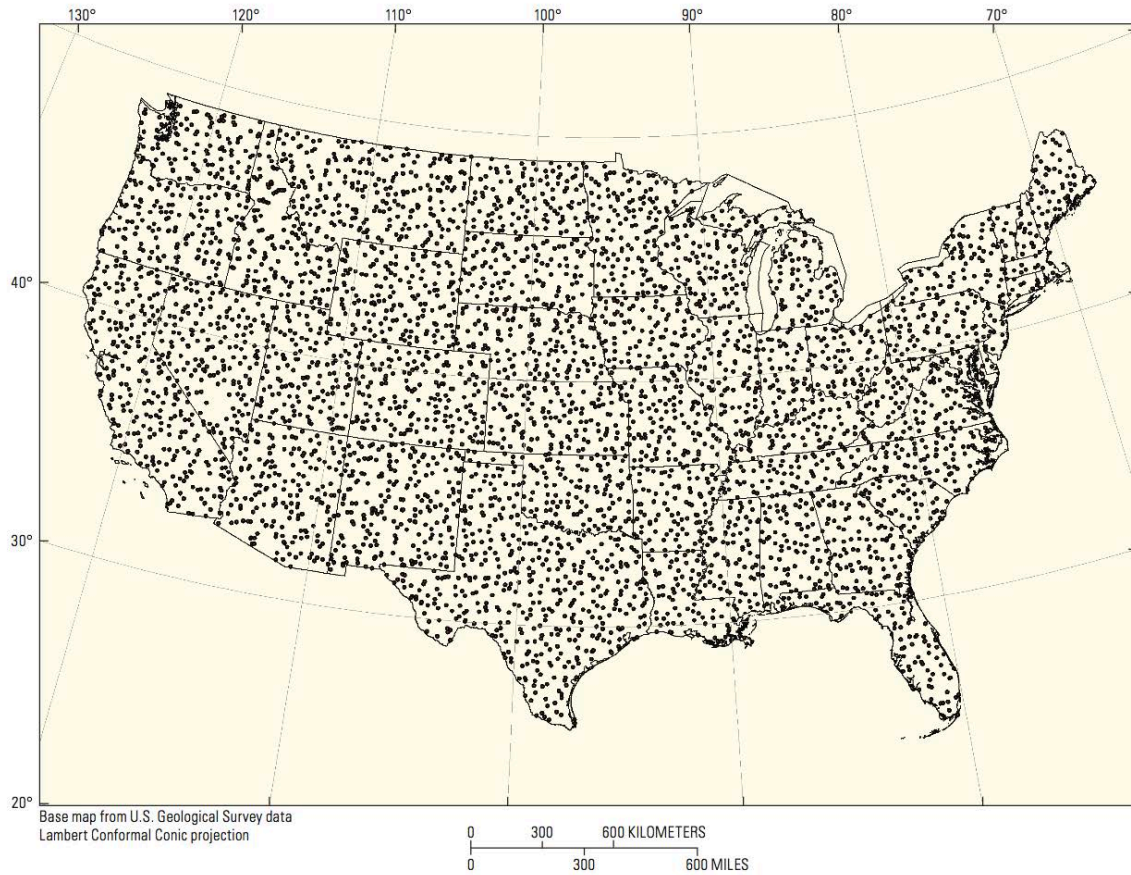 130° 120° 110° 100° 90° 80° 70°
40°
30°
20°
Base map from U.S. Geological Survey data
Lambert Conformal Conic projection
0 300 600 KILOMETERS
0 300 600 MILES